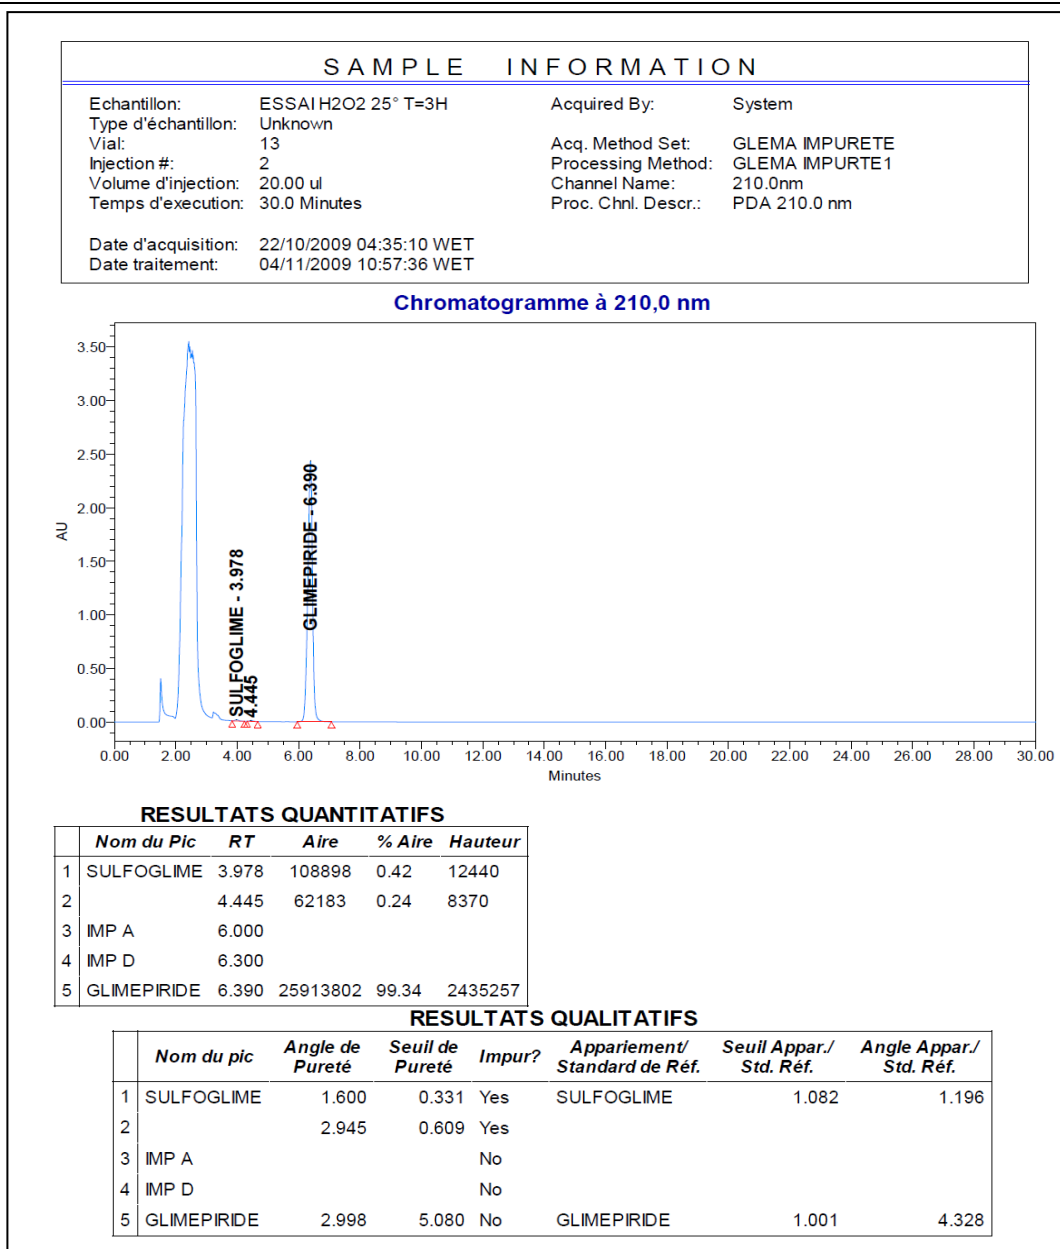 SAMPLE INFORMATION
Echantillon: ESSAI H2O2 25° T=3H Acquired By: System
Type d'échantillon: Unknown
Vial: 13 Acq. Method Set: GLEMA IMPURETE
Injection #: 2 Processing Method: GLEMA IMPURTE1
Volume d'injection: 20.00 ul Channel Name: 210.0nm
Temps d'execution: 30.0 Minutes Proc. Chnl. Descr.: PDA 210.0 nm
Date d'acquisition: 22/10/2009 04:35:10 WET
Date traitement: 04/11/2009 10:57:36 WET
Chromatogramme à 210,0 nm
AU
3.50
3.00
2.50
2.00
1.50
1.00
0.50
0.00
SULFOGLIME - 3.978
4.445
GLIMEPIRIDE - 6.390
0.00 2.00 4.00 6.00 8.00 10.00 12.00 14.00 16.00 18.00 20.00 22.00 24.00 26.00 28.00 30.00
Minutes
RESULTATS QUANTITATIFS
Nom du Pic RT Aire % Aire Hauteur
1 SULFOGLIME 3.978 108898 0.42 12440
2 4.445 62183 0.24 8370
3 IMP A 6.000
4 IMP D 6.300
5 GLIMEPIRIDE 6.390 25913802 99.34 2435257
RESULTATS QUALITATIFS
Nom du pic Angle de Pureté Seuil de Pureté Impur? Appariement/ Standard de Réf. Seuil Appar./ Std. Réf. Angle Appar./ Std. Réf.
1 SULFOGLIME 1.600 0.331 Yes SULFOGLIME 1.082 1.196
2 2.945 0.609 Yes
3 IMP A No
4 IMP D No
5 GLIMEPIRIDE 2.998 5.080 No GLIMEPIRIDE 1.001 4.328